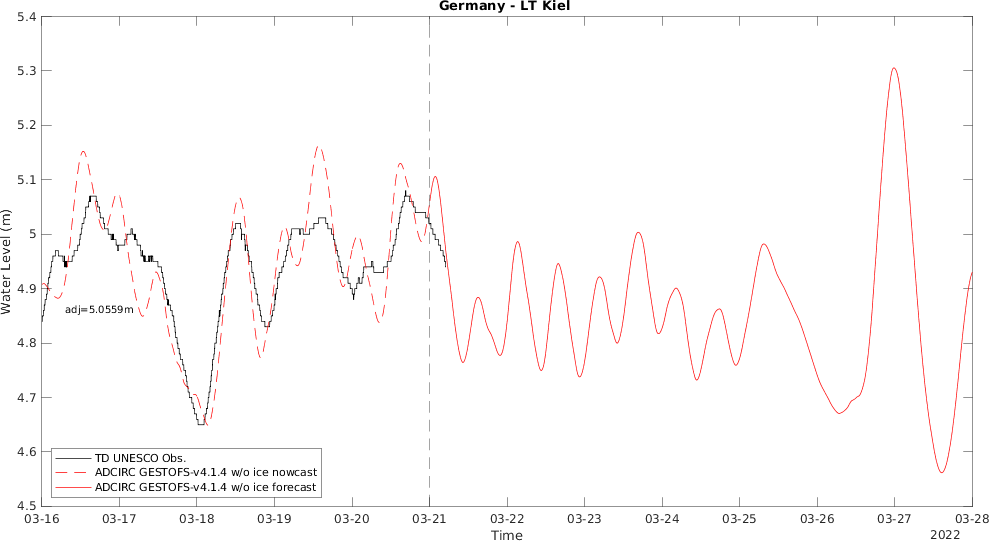 Germany - LT Kiel
5.4
5.3
5.2
5.1
5
4.9
4.8
4.7
4.6
4.5
Water Level (m)
adj=5.0559m
TD UNESCO Obs.
ADCIRC GESTOFS-v4.1.4 w/o ice nowcast
ADCIRC GESTOFS-v4.1.4 w/o ice forecast
03-16 03-17 03-18 03-19 03-20 03-21 03-22 03-23 03-24 03-25 03-26 03-27 03-28
Time
2022